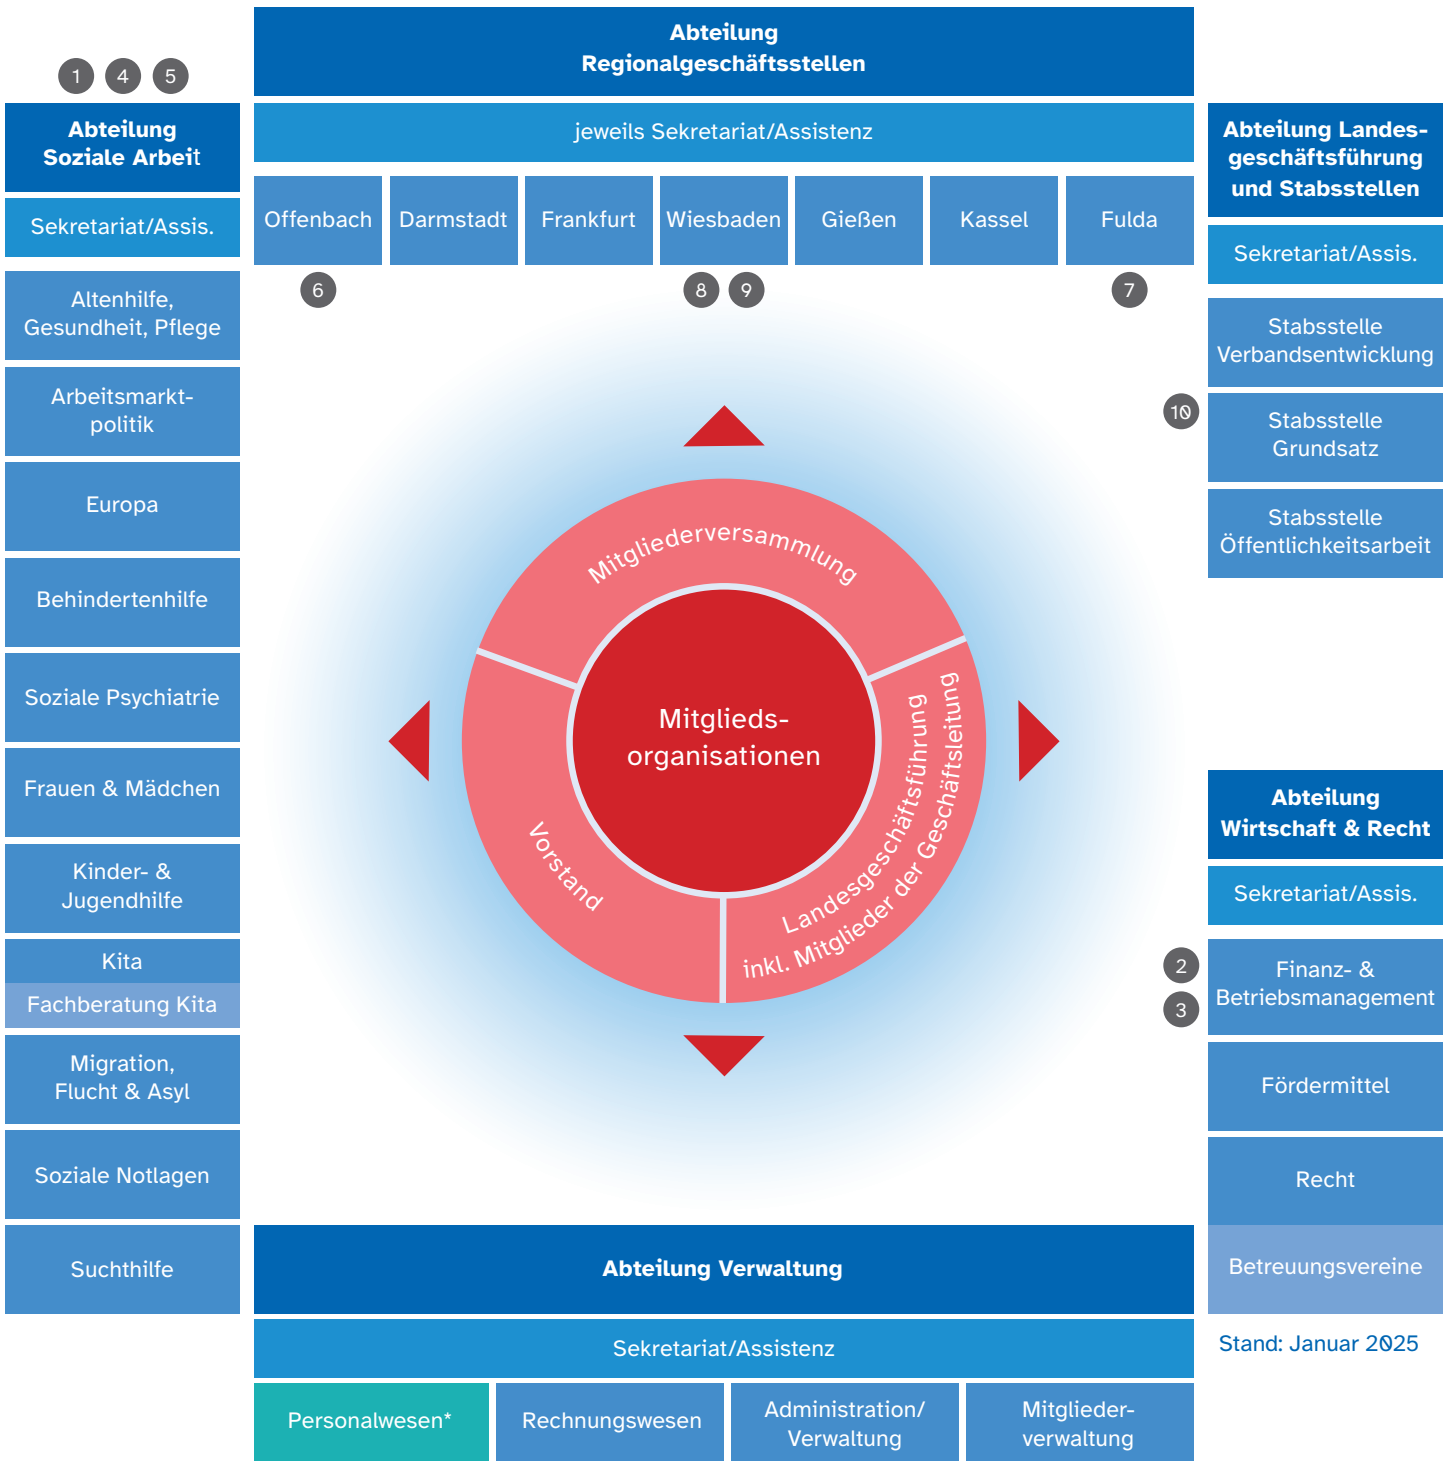 Abteilung
Regionalgeschäftsstellen
jeweils Sekretariat/Assistenz
Offenbach
Darmstadt
Frankfurt
Wiesbaden
Gießen
Kassel
Fulda
6
8
9
7
1
4
5
Abteilung
Soziale Arbeit
Sekretariat/Assis.
Altenhilfe,
Gesundheit, Pflege
Arbeitsmarkt-
politik
Europa
Behindertenhilfe
Soziale Psychiatrie
Frauen & Mädchen
Kinder- &
Jugendhilfe
Kita
Fachberatung Kita
Migration,
Flucht & Asyl
Soziale Notlagen
Suchthilfe
Mitgliederversammlung
Mitglieds-
organisationen
Vorstand
Landesgeschäftsführung
inkl. Mitglieder der Geschäftsleitung
Abteilung Landes-
geschäftsführung
und Stabsstellen
Sekretariat/Assis.
Stabsstelle
Verbandsentwicklung
10
Stabsstelle
Grundsatz
Stabsstelle
Öffentlichkeitsarbeit
Abteilung
Wirtschaft & Recht
Sekretariat/Assis.
2
3
Finanz- &
Betriebsmanagement
Fördermittel
Recht
Betreuungsvereine
Stand: Januar 2025
Abteilung Verwaltung
Sekretariat/Assistenz
Personalwesen*
Rechnungswesen
Administration/
Verwaltung
Mitglieder-
verwaltung